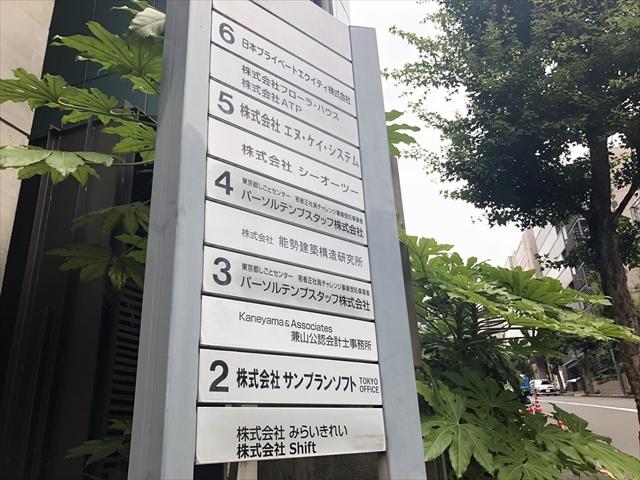 6 日本プライベートエクイティ株式会社
株式会社フローラ・ハウス
株式会社ATP
5 株式会社 エヌ・ケイ・システム
株式会社 シーオーツー
東京都しごとセンター 若者正社員チャレンジ事業受託事業者
4 パーソルテンプスタッフ株式会社
株式会社 能勢建築構造研究所
東京都しごとセンター 若者正社員チャレンジ事業受託事業者
3 パーソルテンプスタッフ株式会社
Kaneyama & Associates
兼山公認会計士事務所
2 株式会社 サンプランソフト TOKYO OFFICE
株式会社 みらいきれい
株式会社 Shift